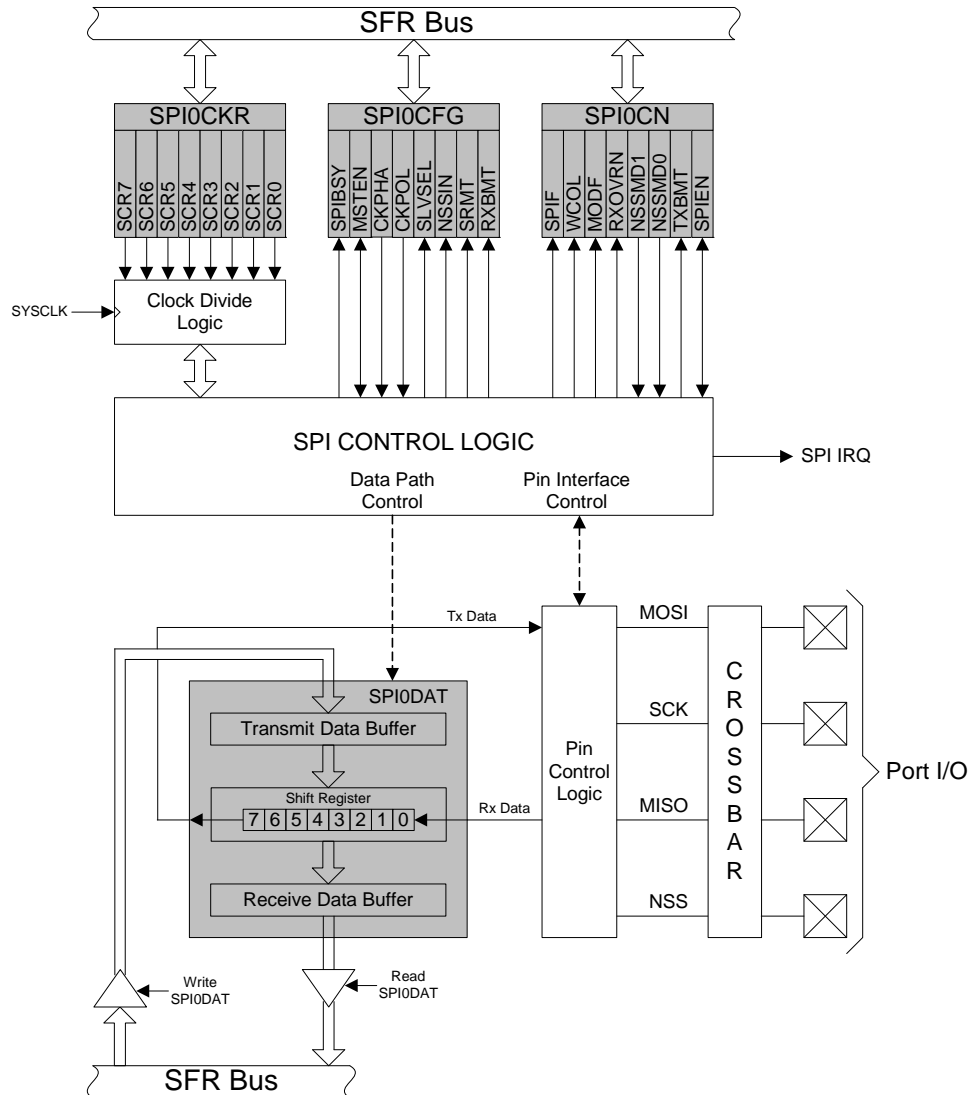 SFR Bus
SPI0CKR
SPI0CFG
SPI0CN
SCR7
SCR6
SCR5
SCR4
SCR3
SCR2
SCR1
SCR0
SPIBSY
MSTEN
CKPHA
CKPOL
SLVSEL
NSSIN
SRMT
RXBMT
SPIF
WCOL
MODF
RXOVRN
NSSMD1
NSSMD0
TXBMT
SPIEN
SYSCLK
Clock Divide
Logic
SPI CONTROL LOGIC
SPI IRQ
Data Path
Control
Pin Interface
Control
Tx Data
MOSI
SPI0DAT
Transmit Data Buffer
SCK
Shift Register
7 6 5 4 3 2 1 0
Rx Data
Pin
Control
Logic
MISO
Receive Data Buffer
NSS
CROSSBAR
Port I/O
Write
SPI0DAT
Read
SPI0DAT
SFR Bus